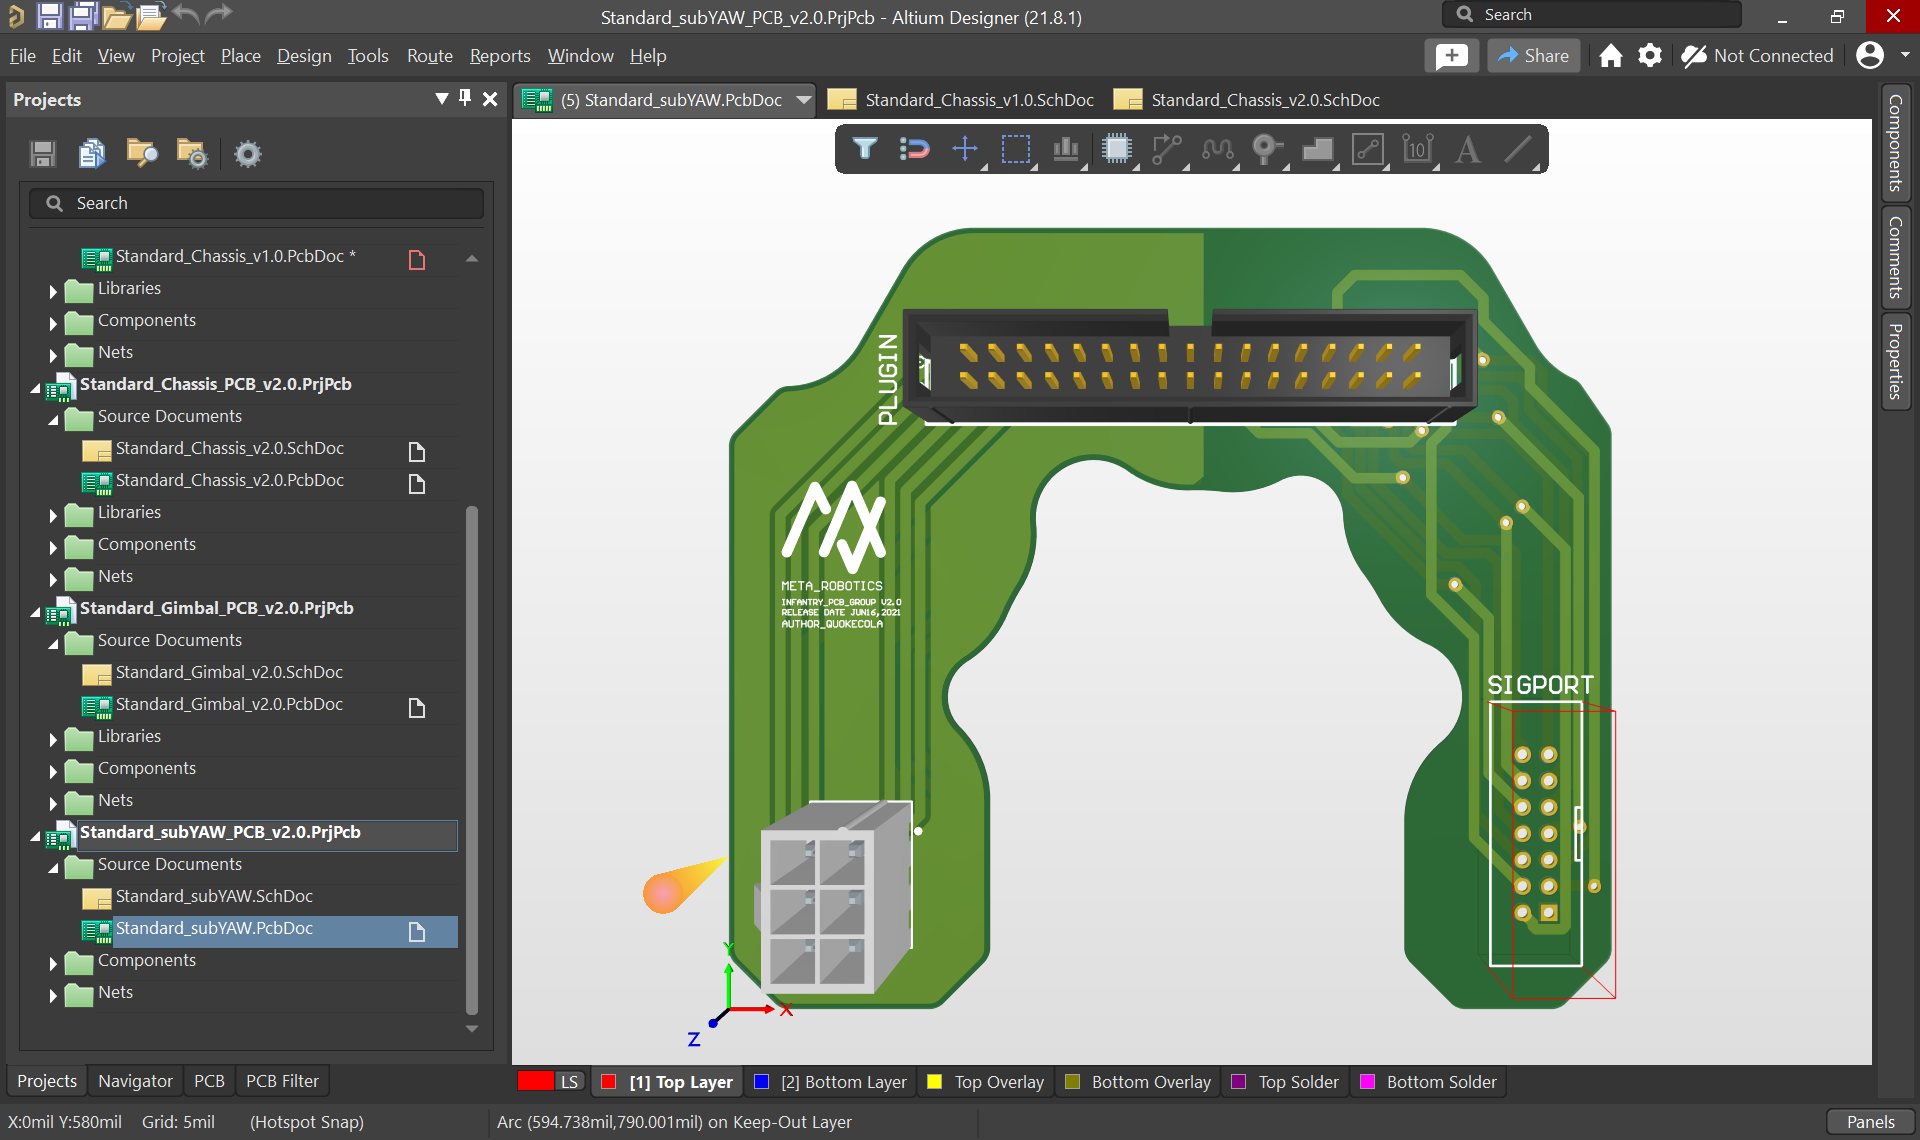 Standard_subYAW_PCB_v2.0.PrjPcb - Altium Designer (21.8.1)
Search
File Edit View Project Place Design Tools Route Reports Window Help
Share
Not Connected
Projects
(5) Standard_subYAW.PcbDoc
Standard_Chassis_v1.0.SchDoc
Standard_Chassis_v2.0.SchDoc
Search
Standard_Chassis_v1.0.PcbDoc *
Libraries
Components
Nets
Standard_Chassis_PCB_v2.0.PrjPcb
Source Documents
Standard_Chassis_v2.0.SchDoc
Standard_Chassis_v2.0.PcbDoc
Libraries
Components
Nets
Standard_Gimbal_PCB_v2.0.PrjPcb
Source Documents
Standard_Gimbal_v2.0.SchDoc
Standard_Gimbal_v2.0.PcbDoc
Libraries
Components
Nets
Standard_subYAW_PCB_v2.0.PrjPcb
Source Documents
Standard_subYAW.SchDoc
Standard_subYAW.PcbDoc
Components
Nets
Projects Navigator PCB PCB Filter
10
A
PLUGIN
META_ROBOTICS
INFANTRY_PCB_GROUP V2.0
RELEASE DATE JUN16,2021
AUTHOR_QUOKECOLA
SIGPORT
Y
X
Z
Components
Comments
Properties
LS
[1] Top Layer
[2] Bottom Layer
Top Overlay
Bottom Overlay
Top Solder
Bottom Solder
X:0mil Y:580mil Grid: 5mil (Hotspot Snap)
Arc (594.738mil,790.001mil) on Keep-Out Layer
Panels